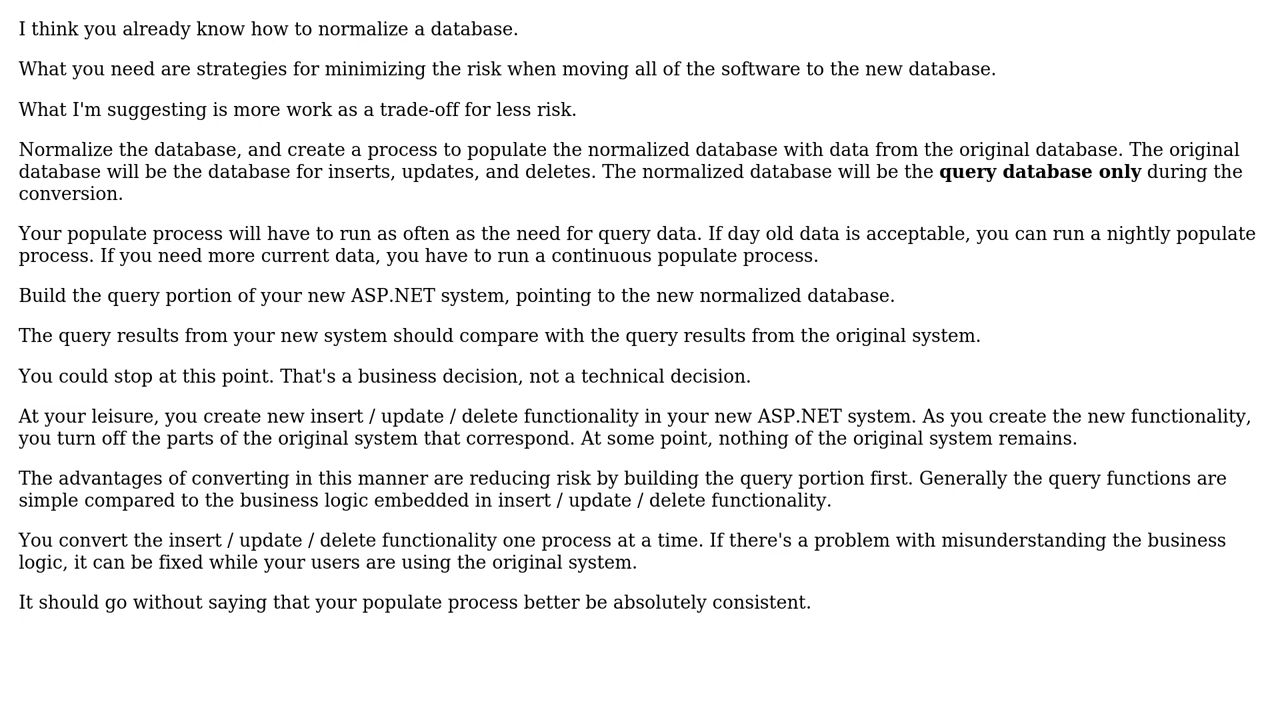 I think you already know how to normalize a database.
What you need are strategies for minimizing the risk when moving all of the software to the new database.
What I'm suggesting is more work as a trade-off for less risk.
Normalize the database, and create a process to populate the normalized database with data from the original database. The original
database will be the database for inserts, updates, and deletes. The normalized database will be the query database only during the
conversion.
Your populate process will have to run as often as the need for query data. If day old data is acceptable, you can run a nightly populate
process. If you need more current data, you have to run a continuous populate process.
Build the query portion of your new ASP.NET system, pointing to the new normalized database.
The query results from your new system should compare with the query results from the original system.
You could stop at this point. That's a business decision, not a technical decision.
At your leisure, you create new insert / update / delete functionality in your new ASP.NET system. As you create the new functionality,
you turn off the parts of the original system that correspond. At some point, nothing of the original system remains.
The advantages of converting in this manner are reducing risk by building the query portion first. Generally the query functions are
simple compared to the business logic embedded in insert / update / delete functionality.
You convert the insert / update / delete functionality one process at a time. If there's a problem with misunderstanding the business
logic, it can be fixed while your users are using the original system.
It should go without saying that your populate process better be absolutely consistent.